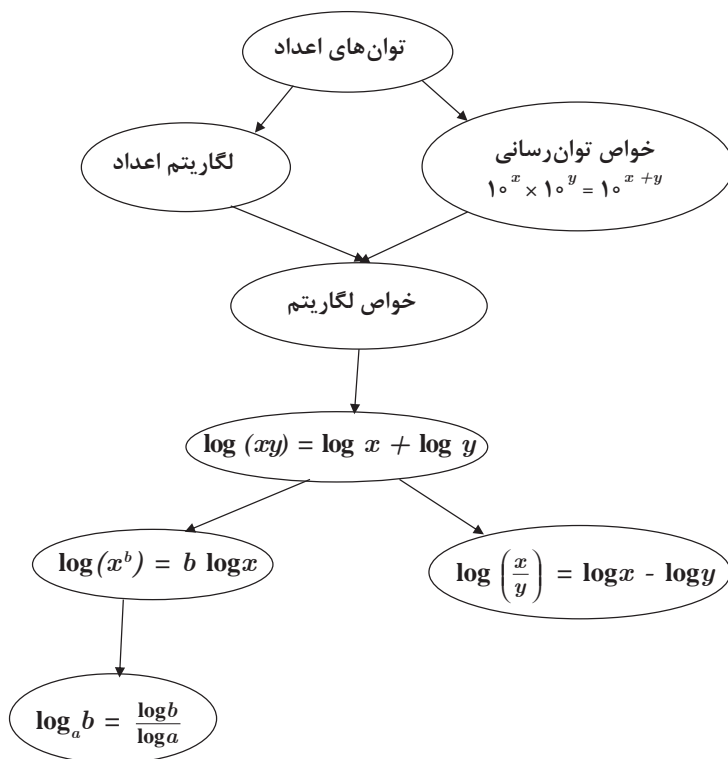 توان‌های اعداد
لگاریتم اعداد
خواص توان‌رسانی
۱۰^x × ۱۰^y = ۱۰^{x + y}
خواص لگاریتم
log (xy) = log x + log y
log(x^b) = b logx
log (x/y) = logx - logy
log_a b = logb/loga